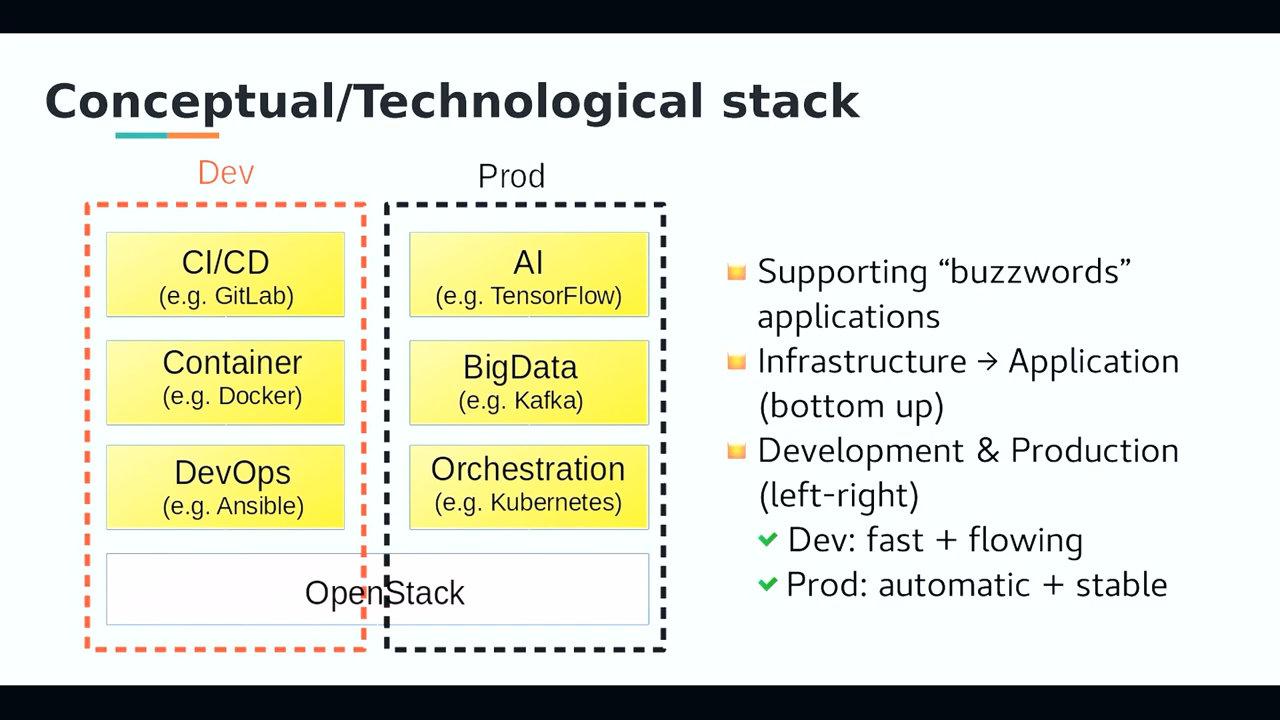 Conceptual/Technological stack
Dev
CI/CD
(e.g. GitLab)
Container
(e.g. Docker)
DevOps
(e.g. Ansible)
Prod
AI
(e.g. TensorFlow)
BigData
(e.g. Kafka)
Orchestration
(e.g. Kubernetes)
OpenStack
Supporting “buzzwords”
applications
Infrastructure → Application
(bottom up)
Development & Production
(left-right)
Dev: fast + flowing
Prod: automatic + stable